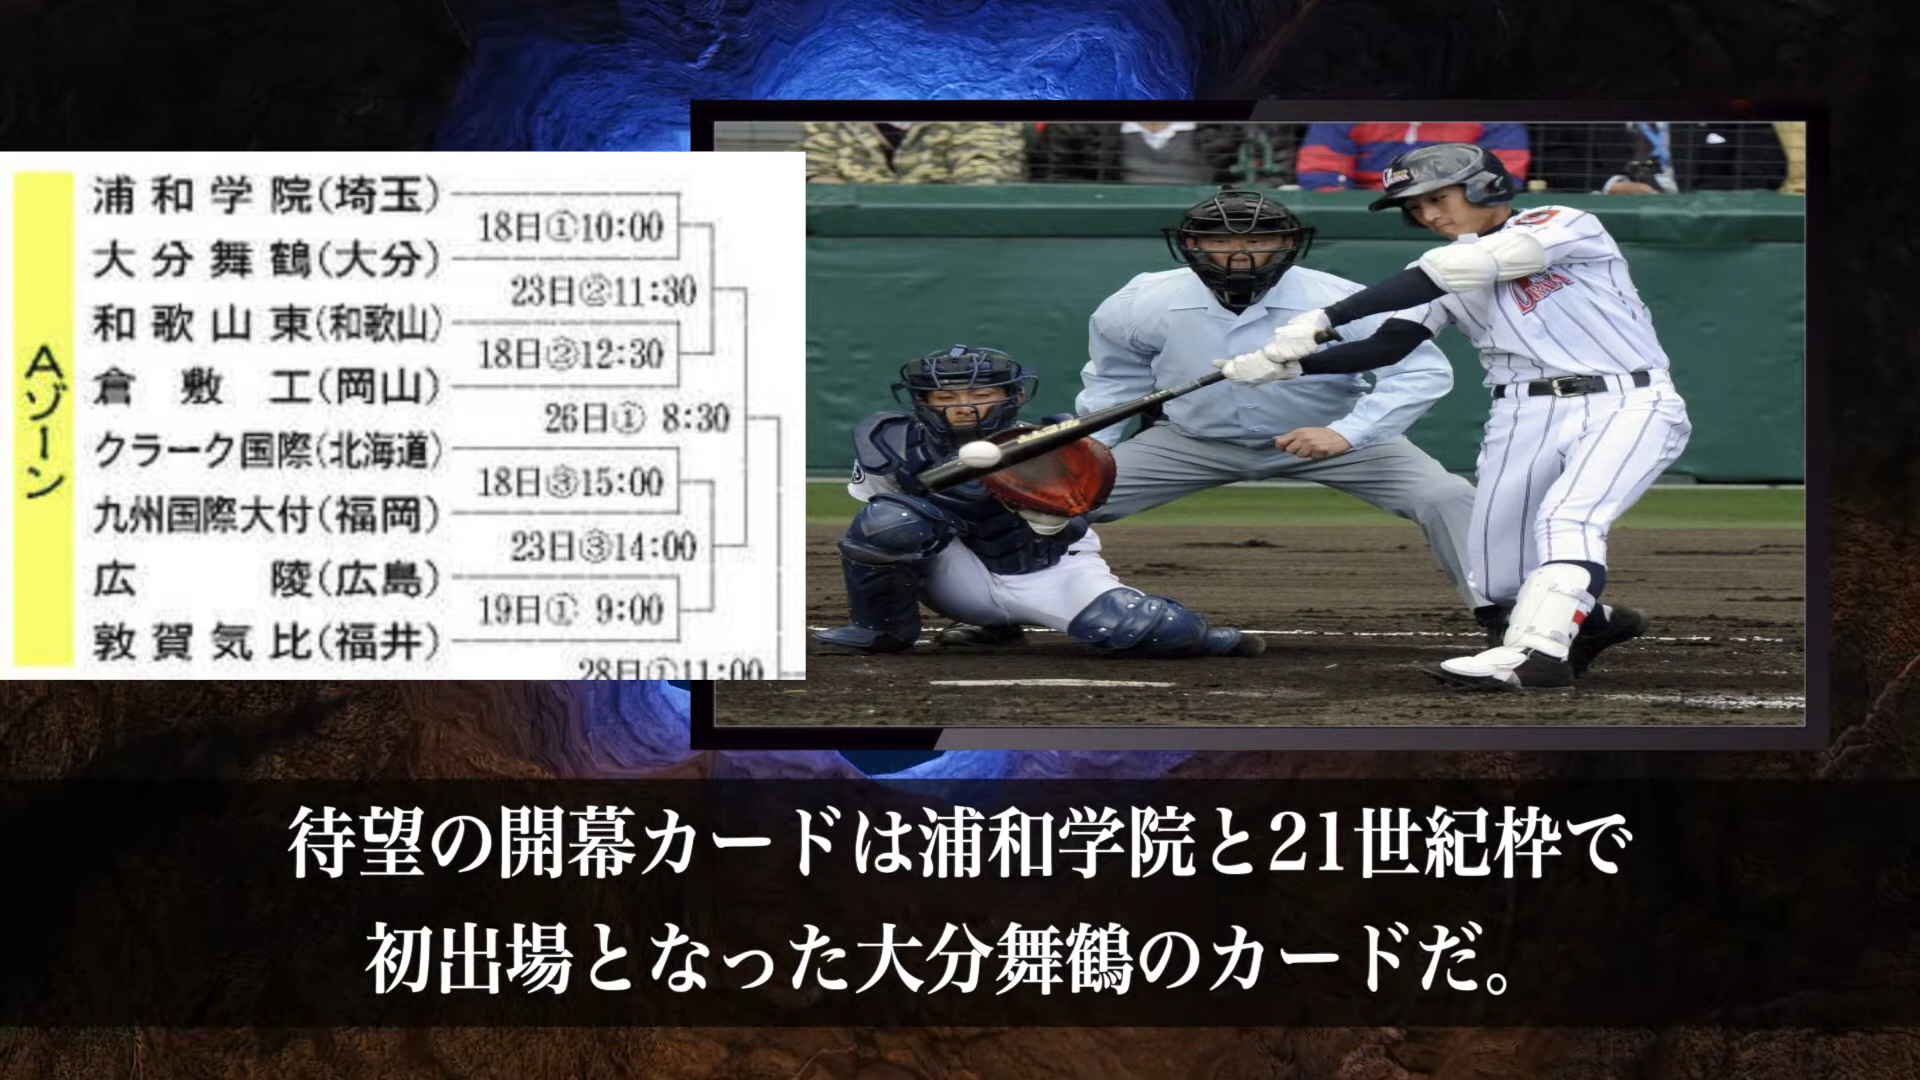 Aゾーン
浦和学院(埼玉)
18日①10:00
大分舞鶴(大分)
23日②11:30
和歌山東(和歌山)
18日②12:30
倉敷工(岡山)
26日① 8:30
クラーク国際(北海道)
18日③15:00
九州国際大付(福岡)
23日③14:00
広陵(広島)
19日① 9:00
敦賀気比(福井)
28日①11:00
待望の開幕カードは浦和学院と21世紀枠で
初出場となった大分舞鶴のカードだ。